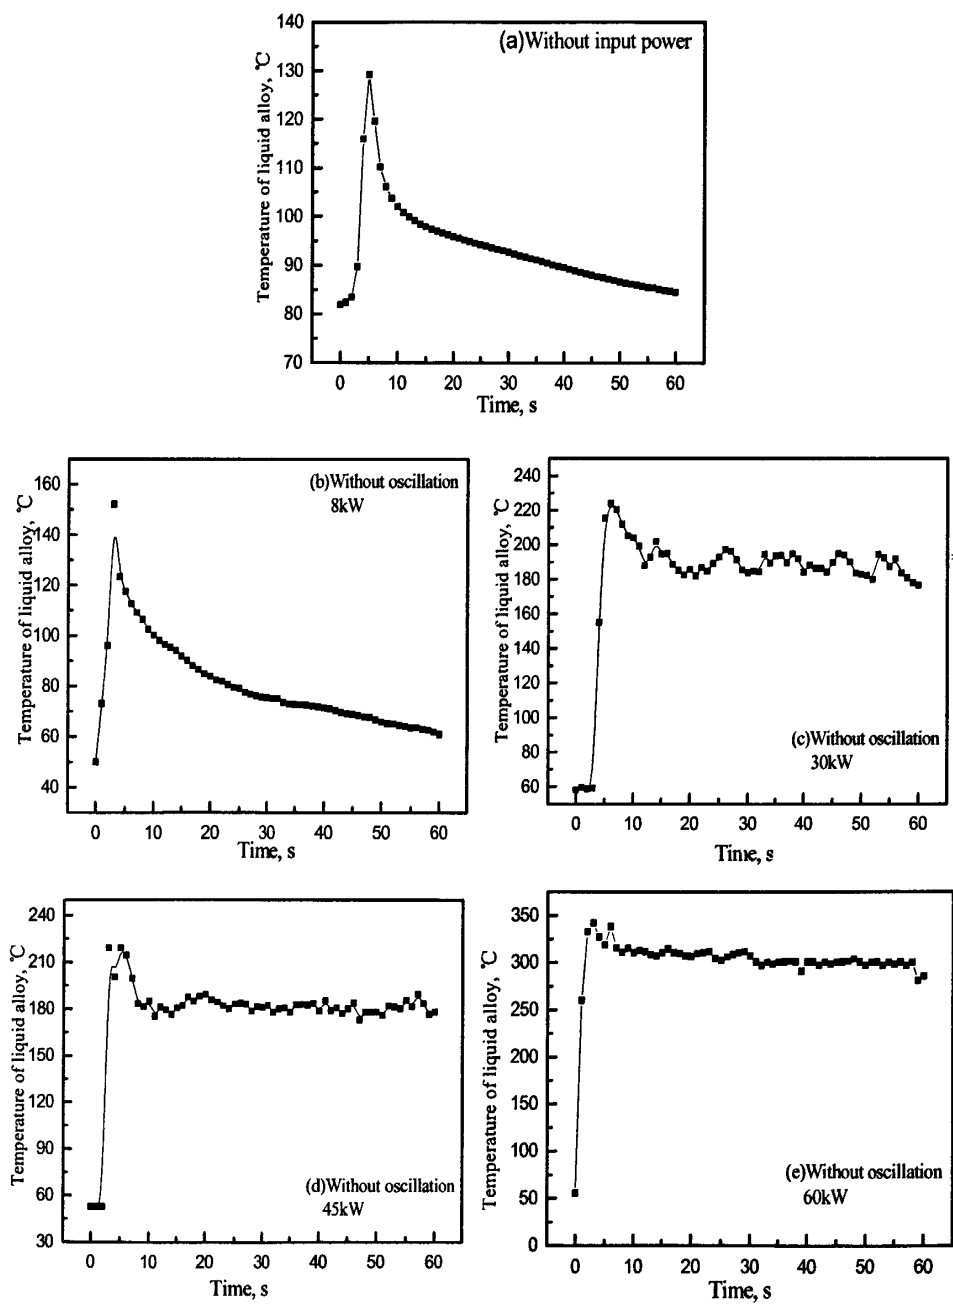 140
130
120
110
100
90
80
70
Temperature of liquid alloy, ℃
(a)Without input power
0 10 20 30 40 50 60
Time, s
160
140
120
100
80
60
40
Temperature of liquid alloy, ℃
(b)Without oscillation
8kW
0 10 20 30 40 50 60
Time, s
240
220
200
180
160
140
120
100
80
60
Temperature of liquid alloy, ℃
(c)Without oscillation
30kW
0 10 20 30 40 50 60
Time, s
240
210
180
150
120
90
60
30
Temperature of liquid alloy, ℃
(d)Without oscillation
45kW
0 10 20 30 40 50 60
Time, s
350
300
250
200
150
100
50
0
Temperature of liquid alloy, ℃
(e)Without oscillation
60kW
0 10 20 30 40 50 60
Time, s